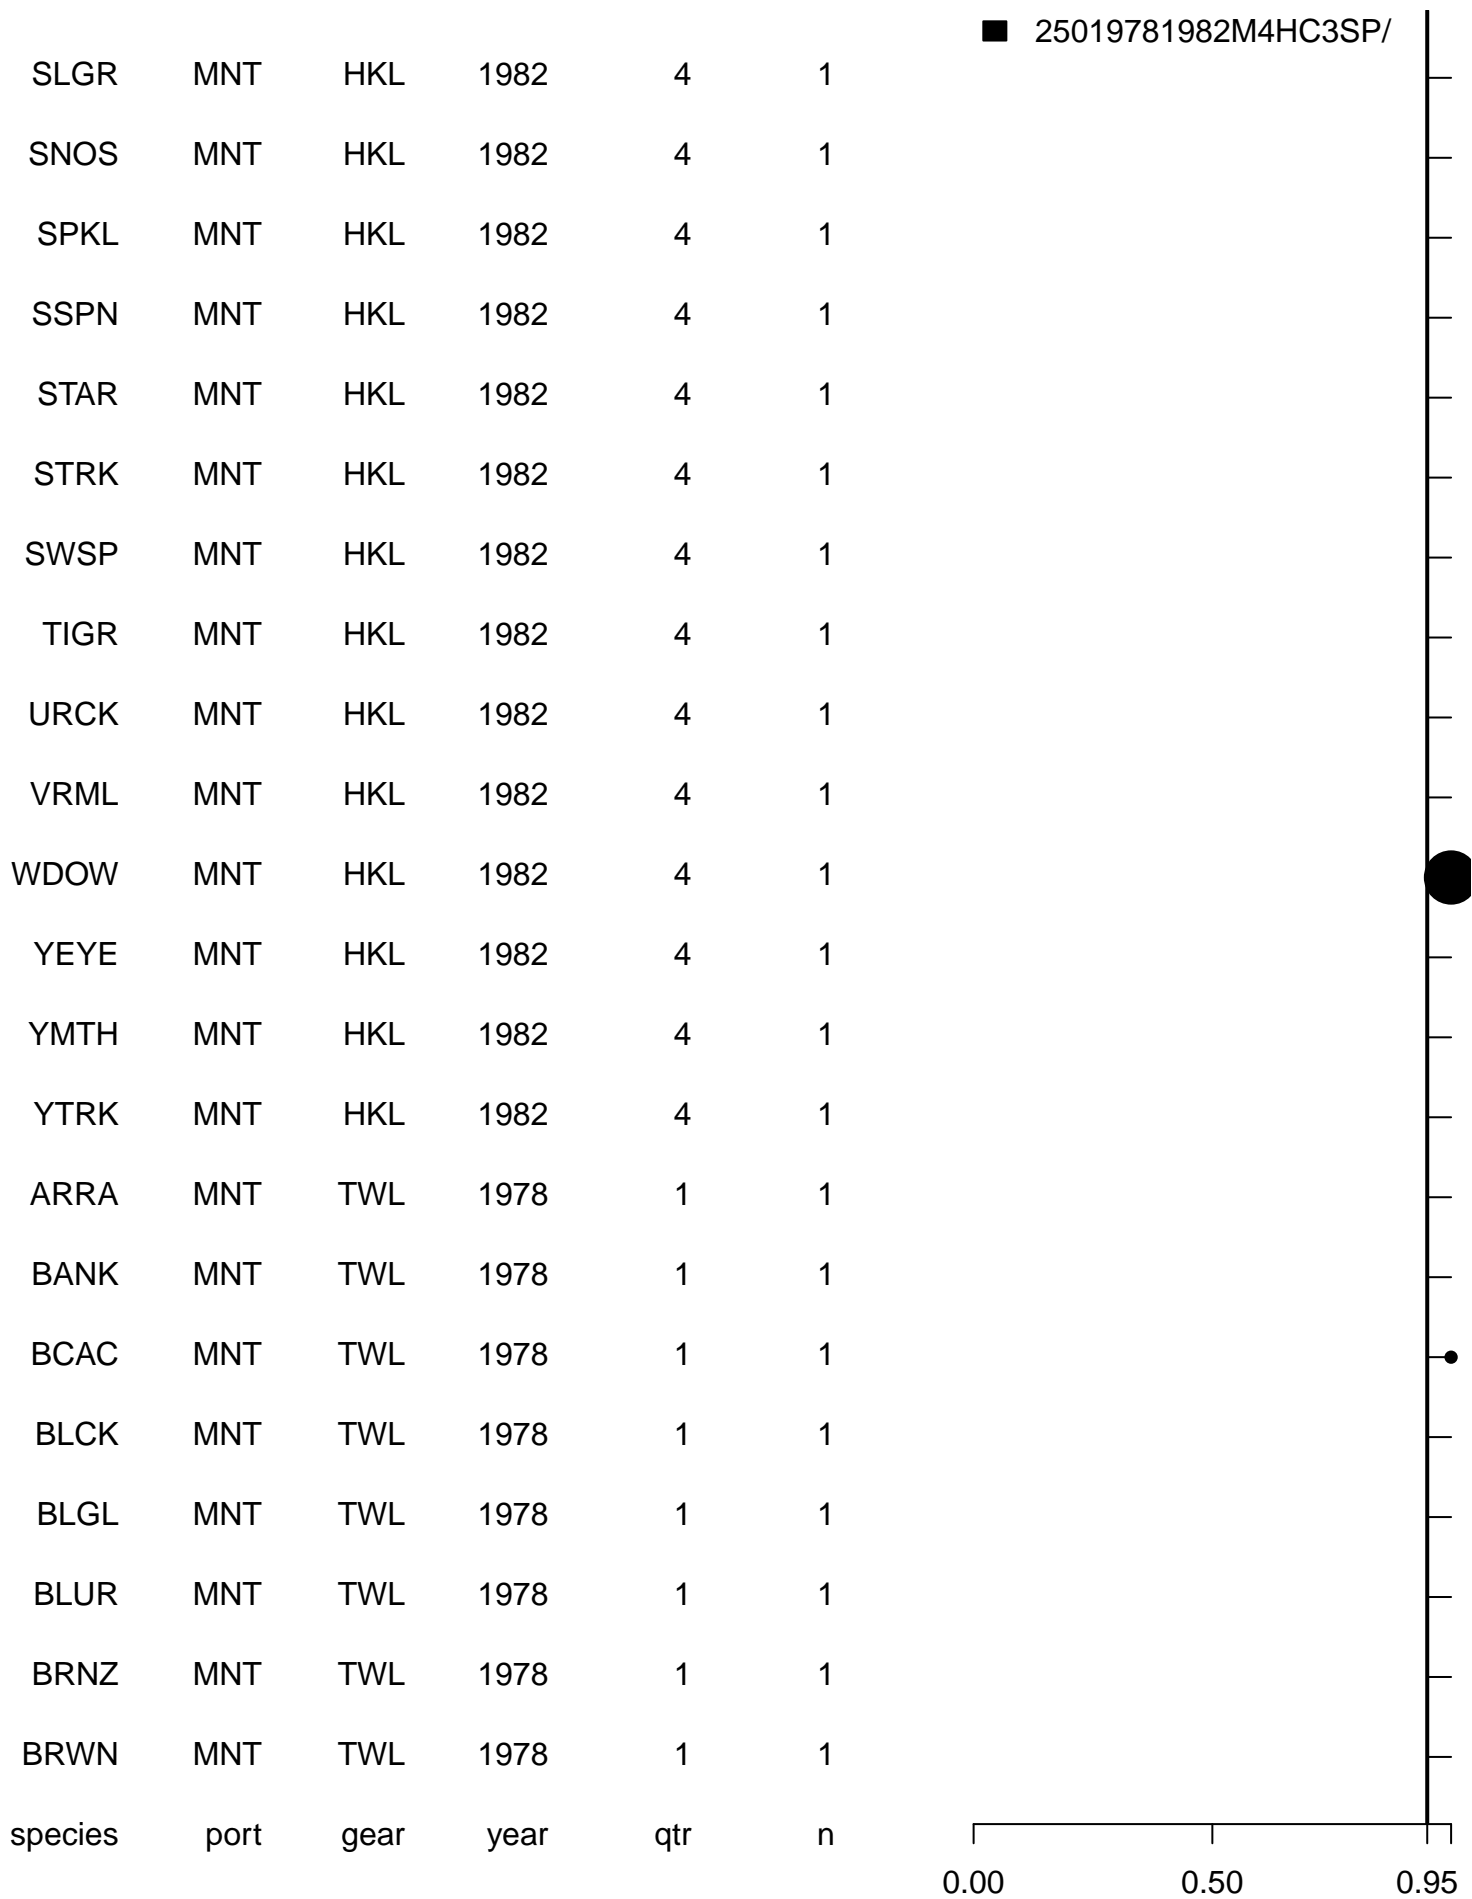 25019781982M4HC3SP/
SLGR MNT HKL 1982 4 1
SNOS MNT HKL 1982 4 1
SPKL MNT HKL 1982 4 1
SSPN MNT HKL 1982 4 1
STAR MNT HKL 1982 4 1
STRK MNT HKL 1982 4 1
SWSP MNT HKL 1982 4 1
TIGR MNT HKL 1982 4 1
URCK MNT HKL 1982 4 1
VRML MNT HKL 1982 4 1
WDOW MNT HKL 1982 4 1
YEYE MNT HKL 1982 4 1
YMTH MNT HKL 1982 4 1
YTRK MNT HKL 1982 4 1
ARRA MNT TWL 1978 1 1
BANK MNT TWL 1978 1 1
BCAC MNT TWL 1978 1 1
BLCK MNT TWL 1978 1 1
BLGL MNT TWL 1978 1 1
BLUR MNT TWL 1978 1 1
BRNZ MNT TWL 1978 1 1
BRWN MNT TWL 1978 1 1
species port gear year qtr n
0.00 0.50 0.95